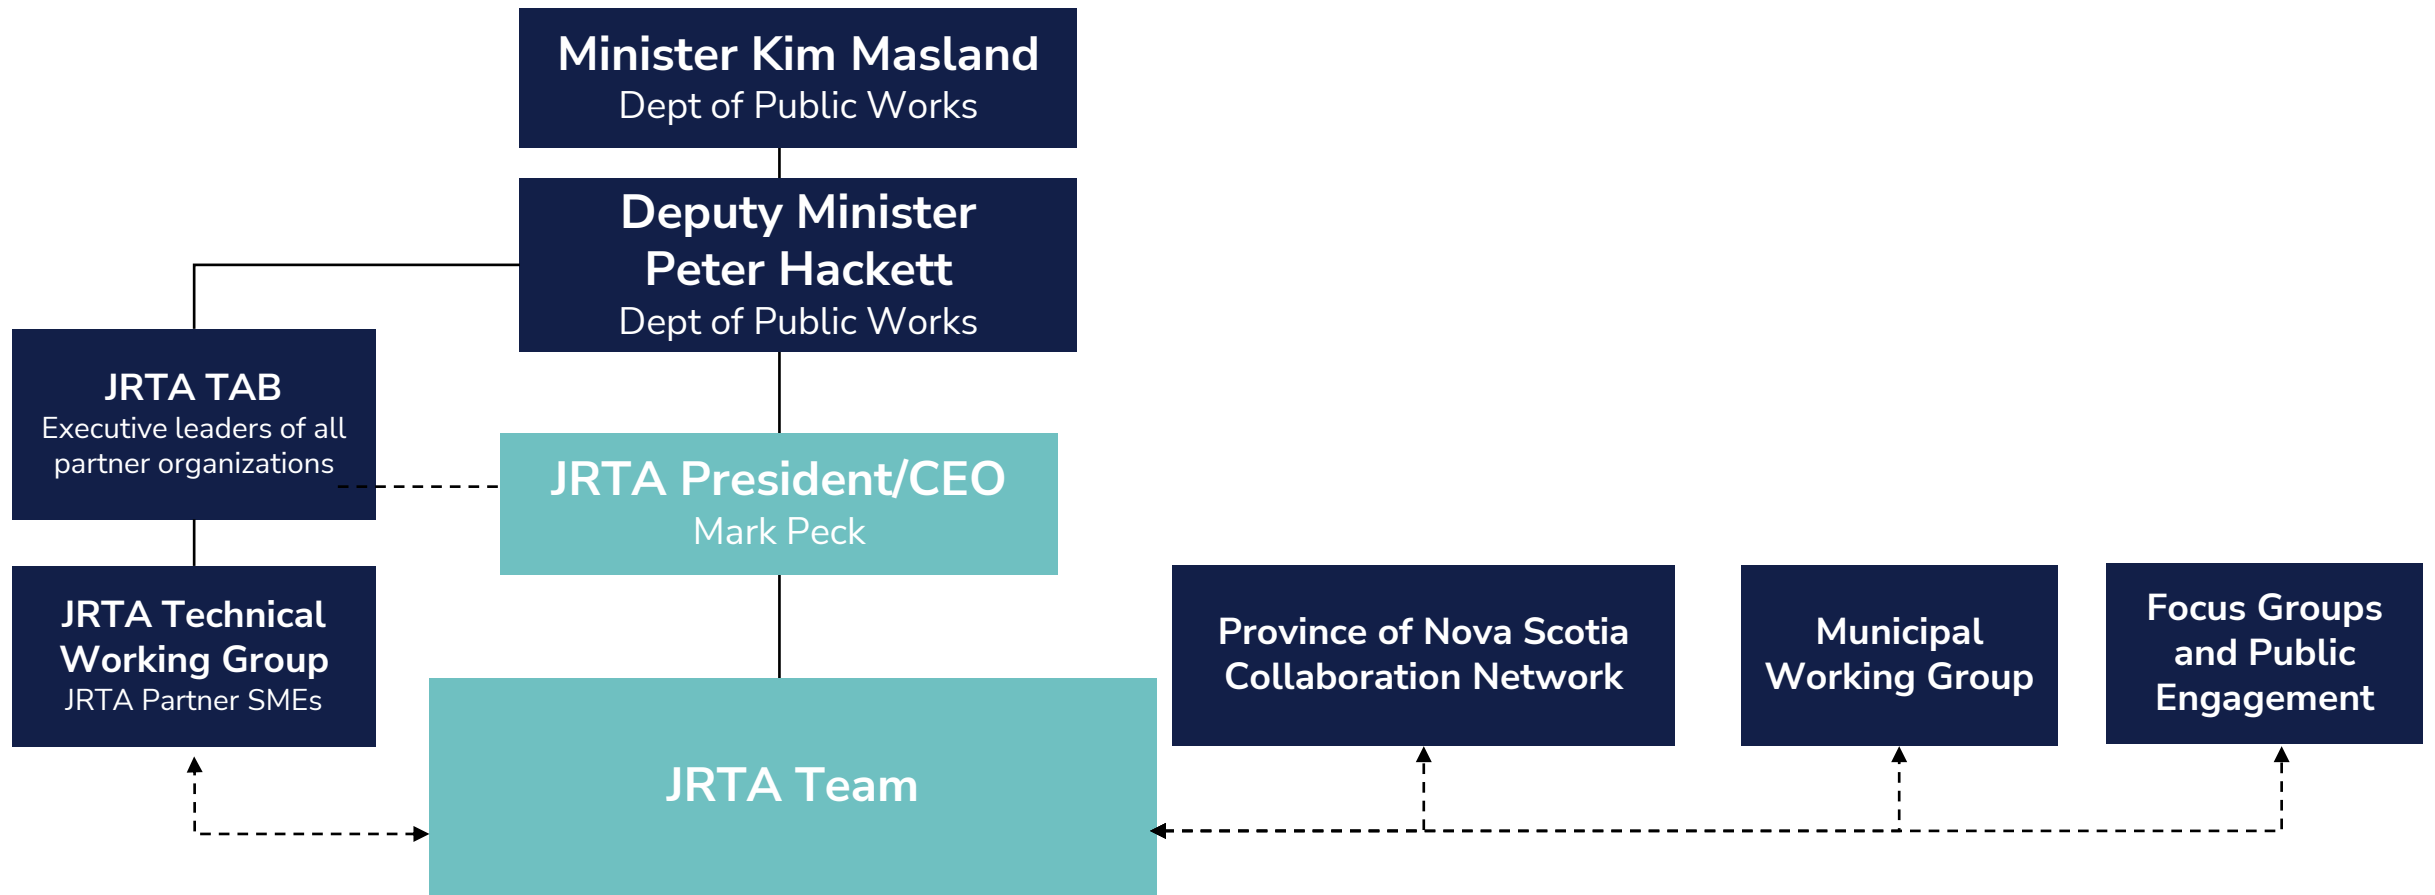 Minister Kim Masland
Dept of Public Works
Deputy Minister
Peter Hackett
Dept of Public Works
JRTA TAB
Executive leaders of all
partner organizations
JRTA President/CEO
Mark Peck
JRTA Technical
Working Group
JRTA Partner SMEs
JRTA Team
Province of Nova Scotia
Collaboration Network
Municipal
Working Group
Focus Groups
and Public
Engagement